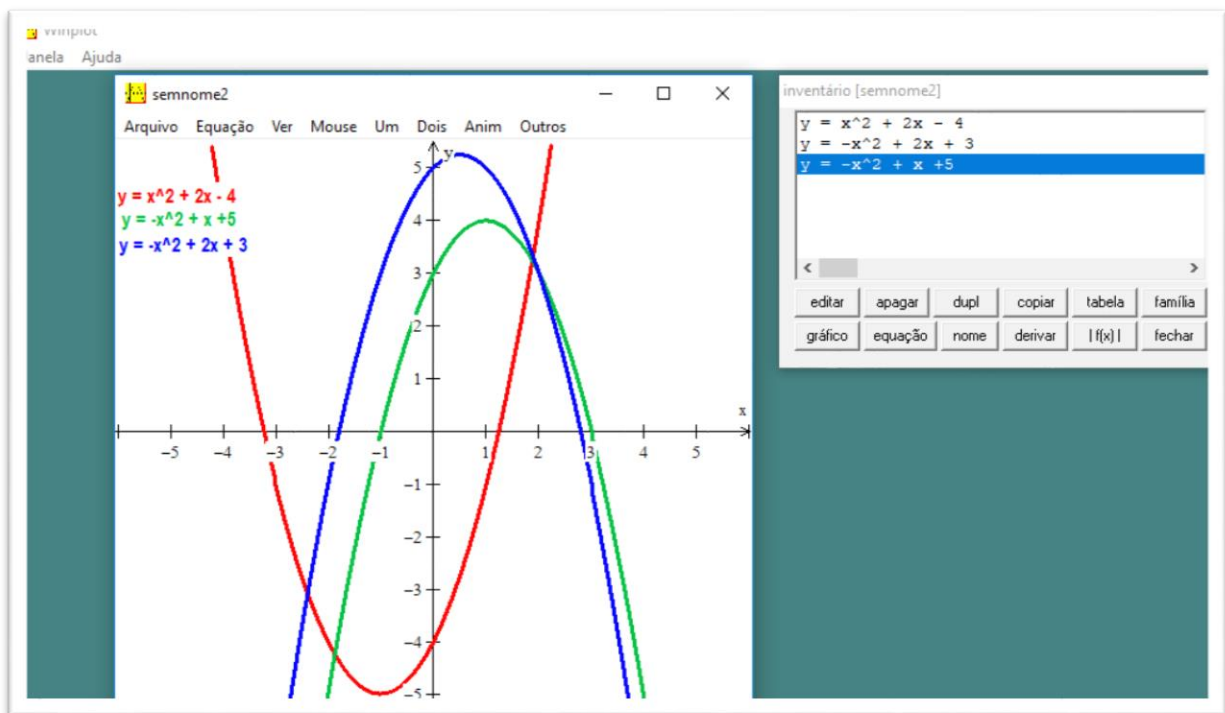 Winplot
anela Ajuda
semnome2
Arquivo Equação Ver Mouse Um Dois Anim Outros
y = x^2 + 2x - 4
y = -x^2 + x +5
y = -x^2 + 2x + 3
y
5
4
3
2
1
x
-5 -4 -3 -2 -1 1 2 3 4 5
-1
-2
-3
-4
-5
inventário [semnome2]
y = x^2 + 2x - 4
y = -x^2 + 2x + 3
y = -x^2 + x +5
editar apagar dupl copiar tabela família
gráfico equação nome derivar |f(x)| fechar